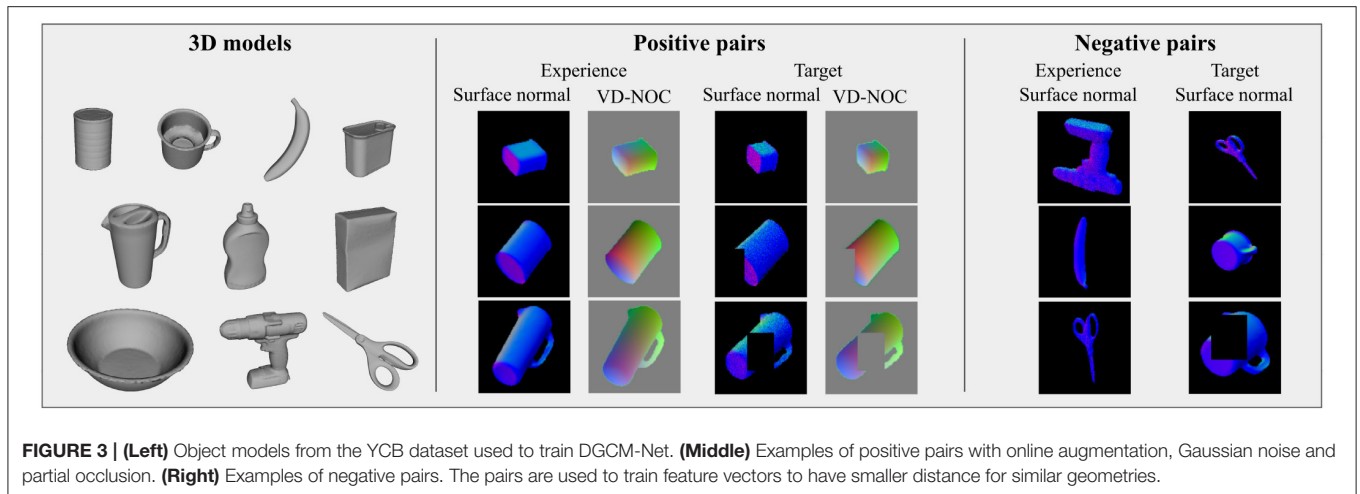 3D models
Positive pairs
Negative pairs
Experience
Target
Experience
Target
Surface normal
VD-NOC
Surface normal
VD-NOC
Surface normal
Surface normal
FIGURE 3 | (Left) Object models from the YCB dataset used to train DGCM-Net. (Middle) Examples of positive pairs with online augmentation, Gaussian noise and
partial occlusion. (Right) Examples of negative pairs. The pairs are used to train feature vectors to have smaller distance for similar geometries.